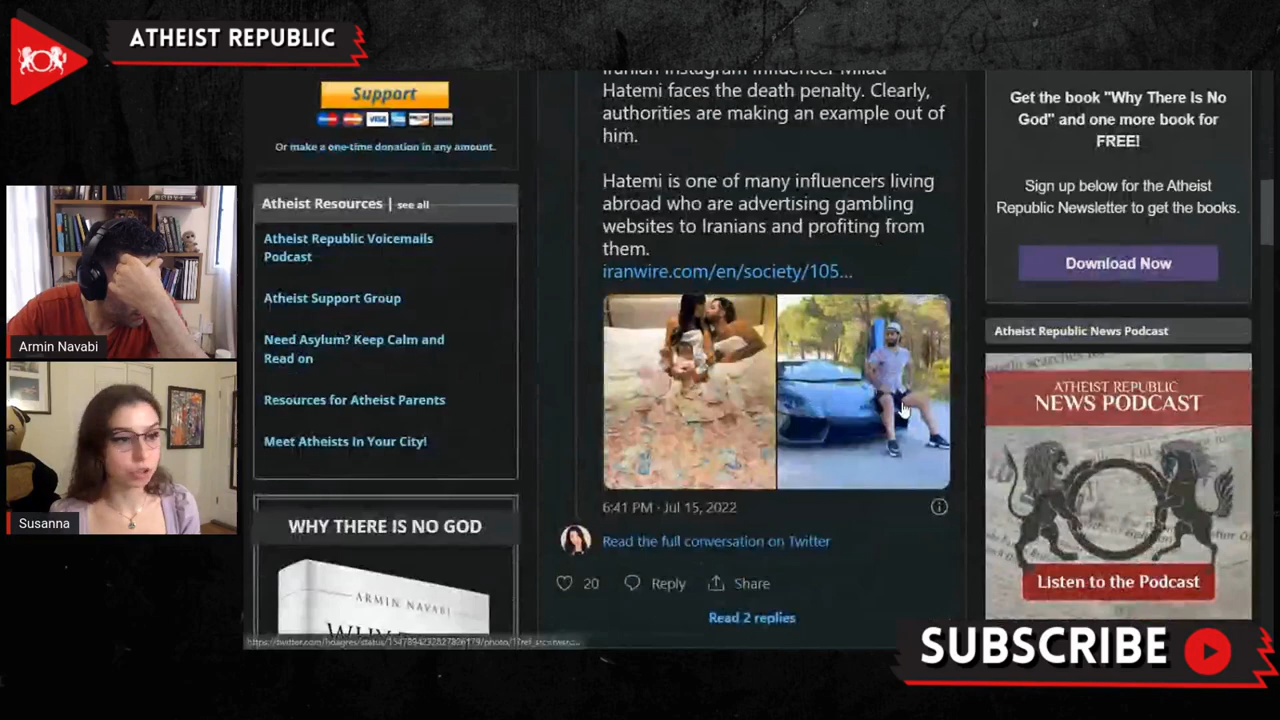 ATHEIST REPUBLIC
Support
VISA
Or make a one-time donation in any amount.
Atheist Resources | see all
Atheist Republic Voicemails
Podcast
Atheist Support Group
Need Asylum? Keep Calm and
Read on
Resources for Atheist Parents
Meet Atheists In Your City!
WHY THERE IS NO GOD
ARMIN NAVABI
Iranian Instagram influencer Milad
Hatemi faces the death penalty. Clearly,
authorities are making an example out of
him.
Hatemi is one of many influencers living
abroad who are advertising gambling
websites to Iranians and profiting from
them.
iranwire.com/en/society/105...
6:41 PM · Jul 15, 2022
Read the full conversation on Twitter
20
Reply
Share
Read 2 replies
Get the book "Why There Is No
God" and one more book for
FREE!
Sign up below for the Atheist
Republic Newsletter to get the books.
Download Now
Atheist Republic News Podcast
ATHEIST REPUBLIC
NEWS PODCAST
Listen to the Podcast
Armin Navabi
Susanna
SUBSCRIBE